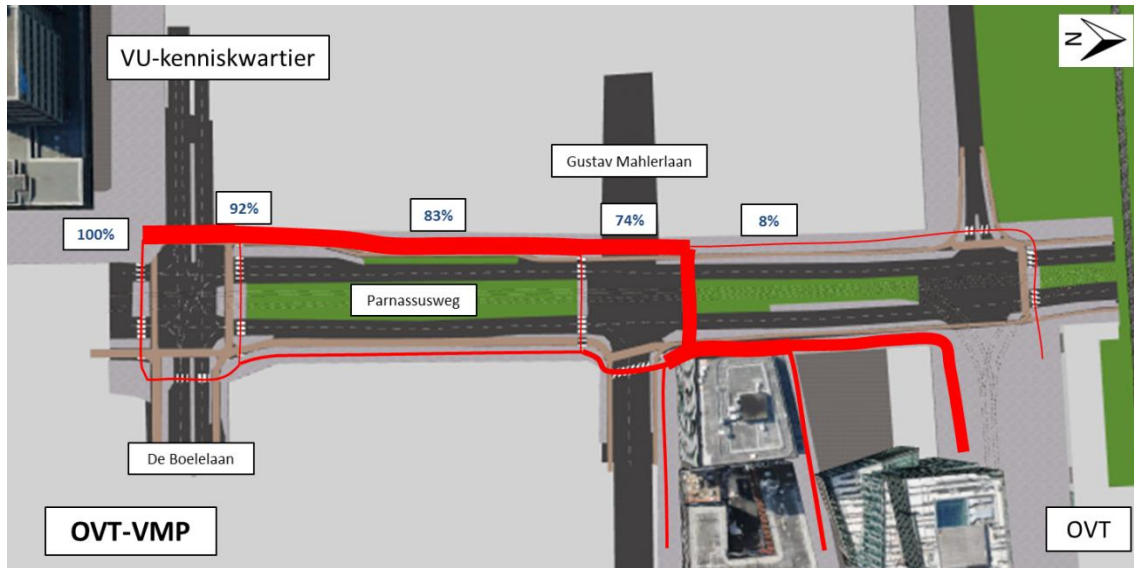 VU-kenniskwartier
N
Gustav Mahlerlaan
92%
83%
74%
8%
100%
Parnassusweg
De Boelelaan
OVT-VMP
OVT